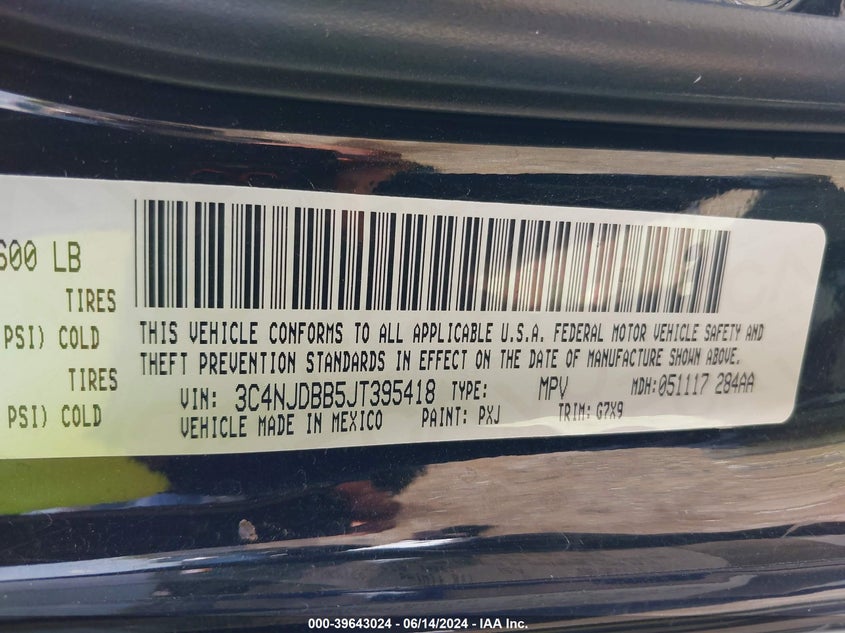 600 LB
TIRES
PSI) COLD
TIRES
PSI) COLD
THIS VEHICLE CONFORMS TO ALL APPLICABLE U.S.A. FEDERAL MOTOR VEHICLE SAFETY AND
THEFT PREVENTION STANDARDS IN EFFECT ON THE DATE OF MANUFACTURE SHOWN ABOVE.
VIN: 3C4NJDBB5JT395418 TYPE: MPV MDH:051117 284AA
VEHICLE MADE IN MEXICO PAINT: PXJ TRIM: G7X9
000-39643024 - 06/14/2024 - IAA Inc.